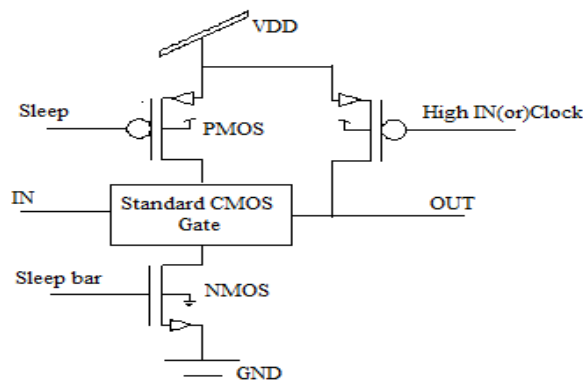 VDD
Sleep
PMOS
High IN(or)Clock
IN
Standard CMOS
Gate
OUT
Sleep bar
NMOS
GND